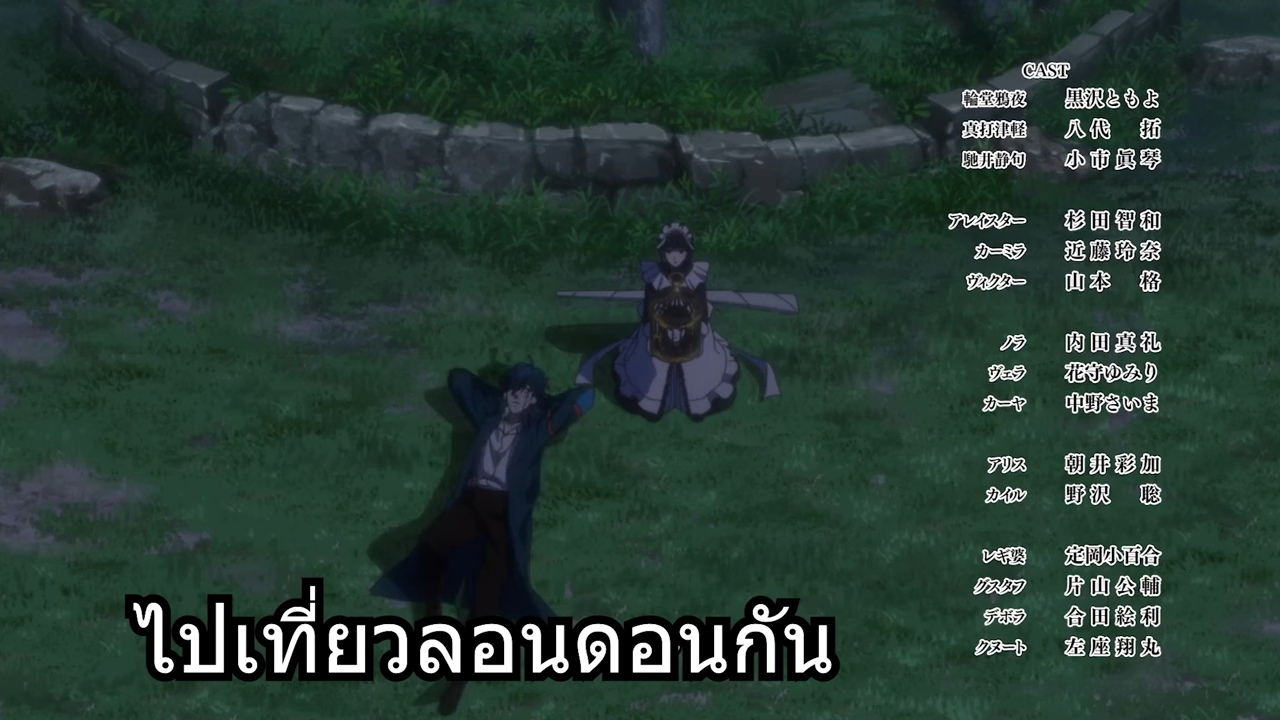 CAST
輪堂鴉夜 黒沢ともよ
真打津軽 八代 拓
馳井静句 小市眞琴
アレイスター 杉田智和
カーミラ 近藤玲奈
ヴィクター 山本 格
ノラ 内田真礼
ヴェラ 花守ゆみり
カーヤ 中野さいま
アリス 朝井彩加
カイル 野沢 聡
レギ婆 定岡小百合
グスタフ 片山公輔
デボラ 合田絵利
クヌート 左座翔丸
ไปเที่ยวลอนดอนกัน